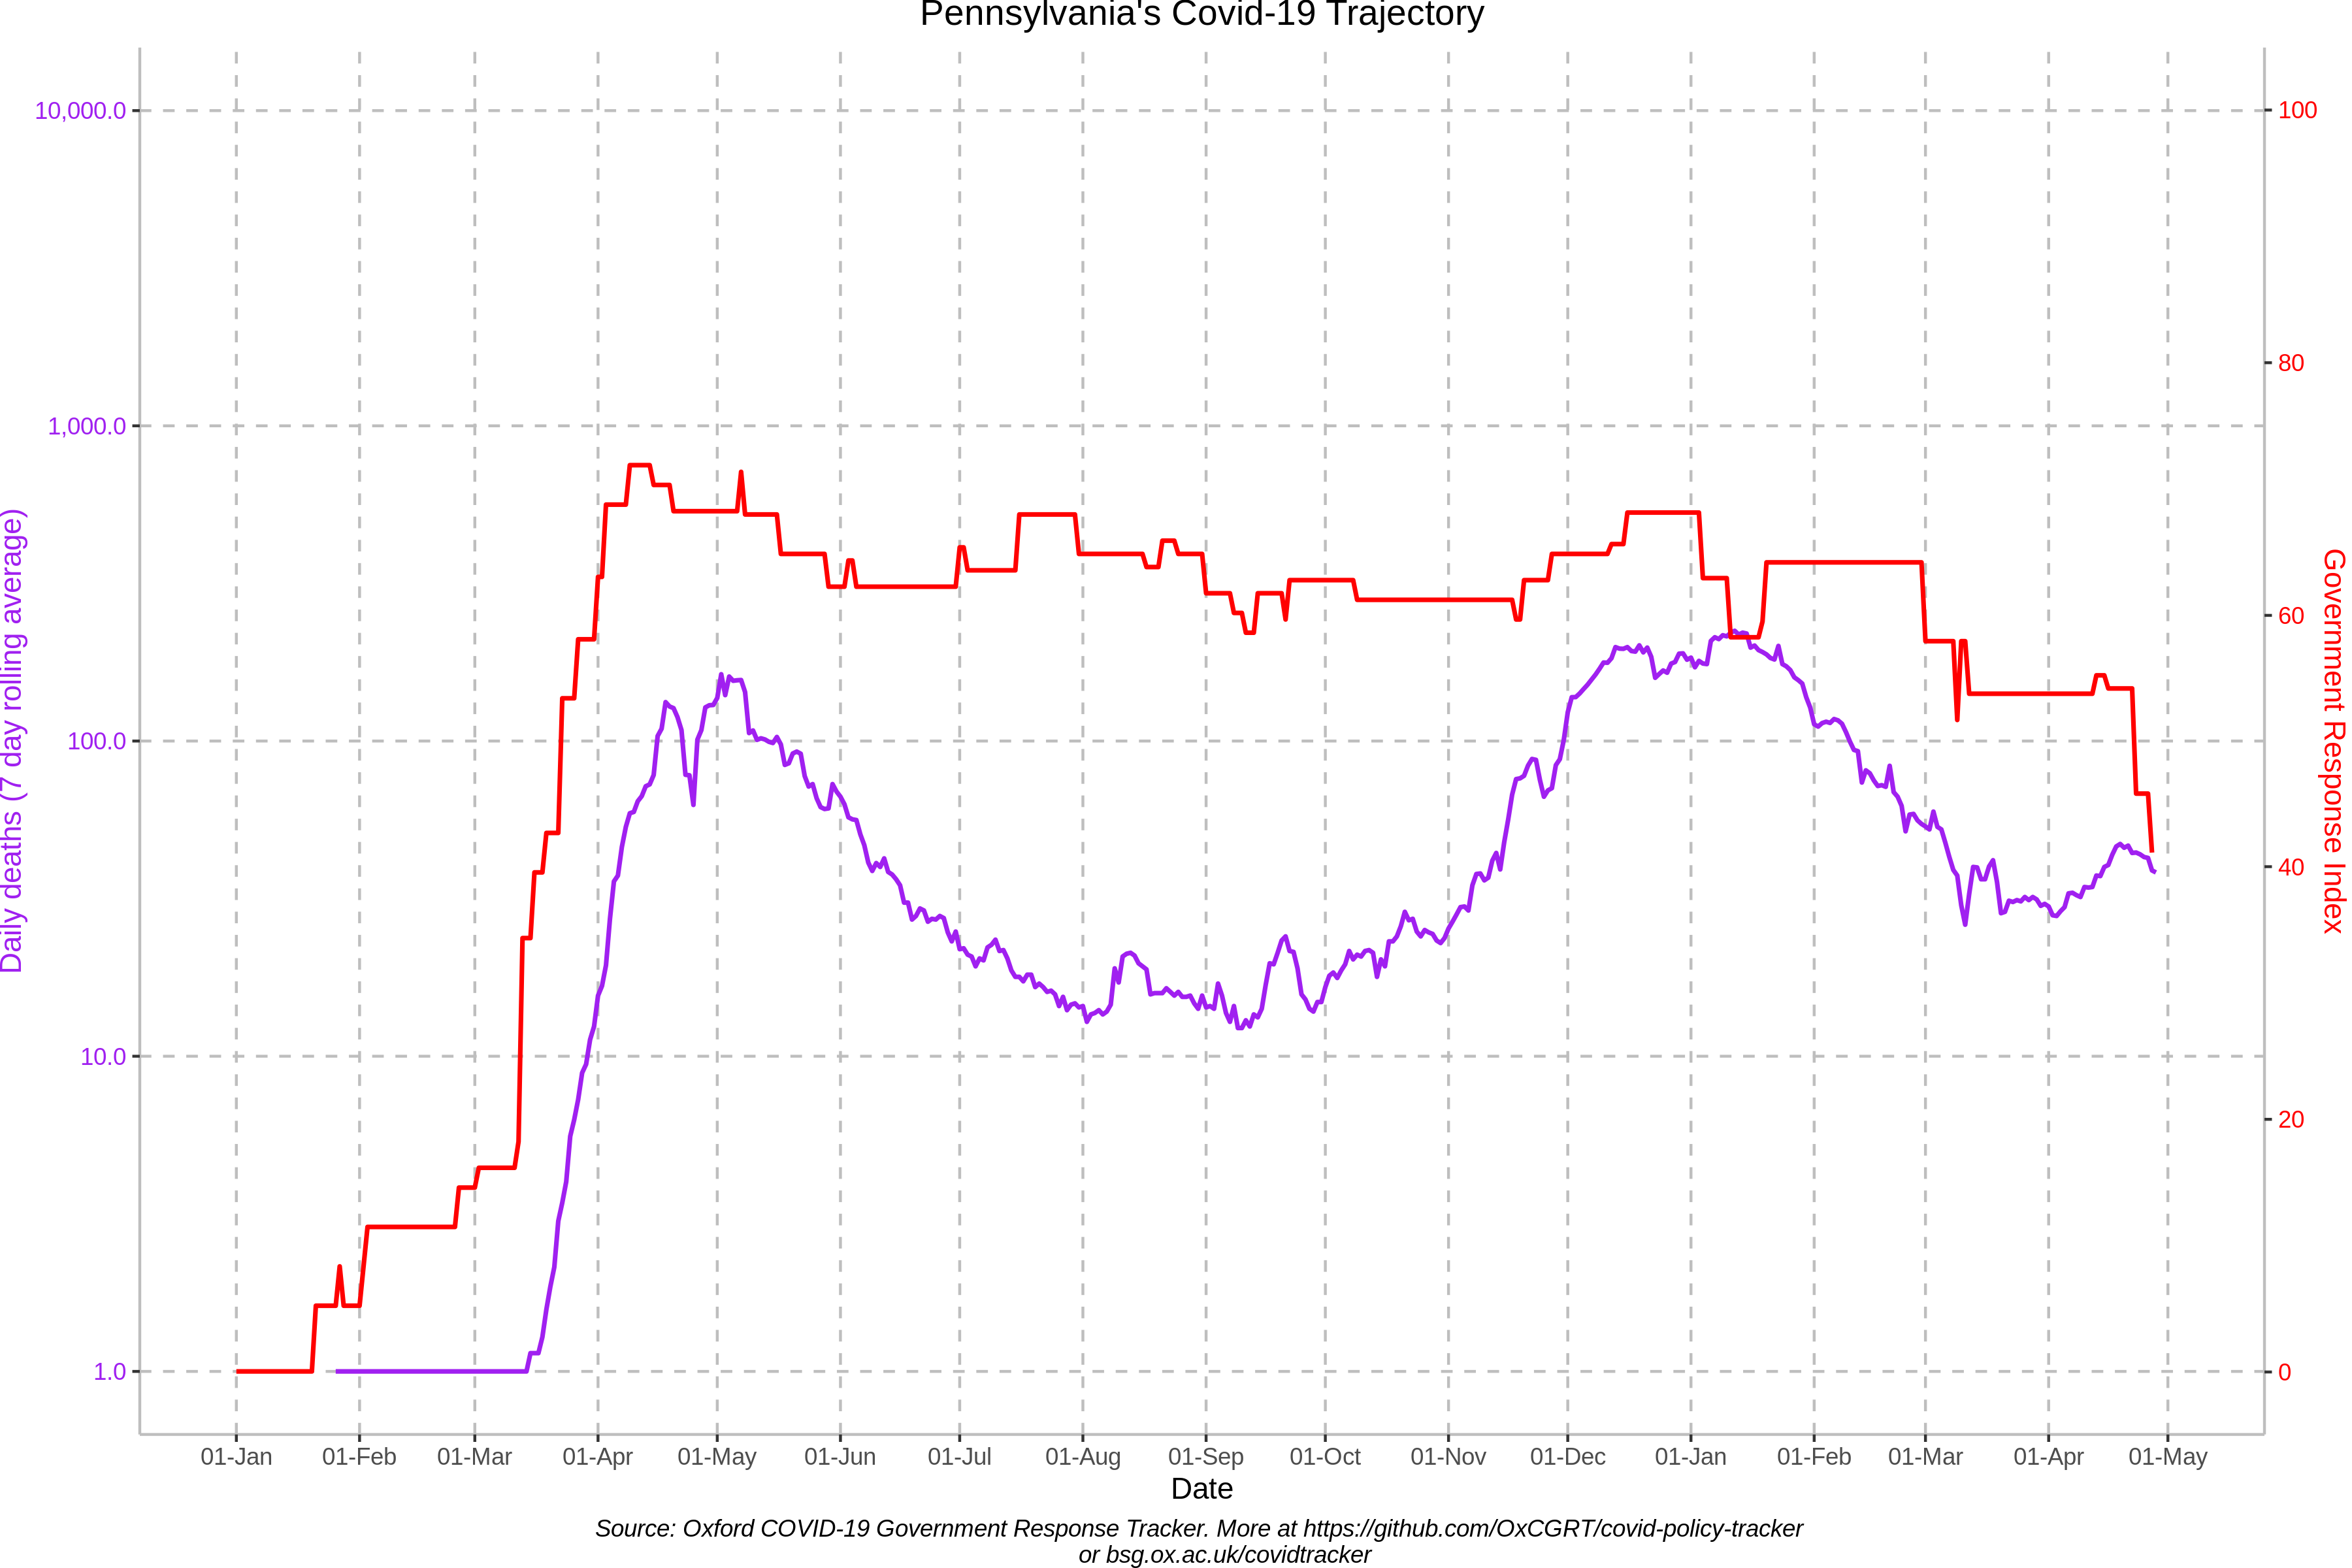 Pennsylvania's Covid-19 Trajectory
10,000.0
1,000.0
100.0
10.0
1.0
Daily deaths (7 day rolling average)
100
80
60
40
20
0
Government Response Index
01-Jan 01-Feb 01-Mar 01-Apr 01-May 01-Jun 01-Jul 01-Aug 01-Sep 01-Oct 01-Nov 01-Dec 01-Jan 01-Feb 01-Mar 01-Apr 01-May
Date
Source: Oxford COVID-19 Government Response Tracker. More at https://github.com/OxCGRT/covid-policy-tracker
or bsg.ox.ac.uk/covidtracker